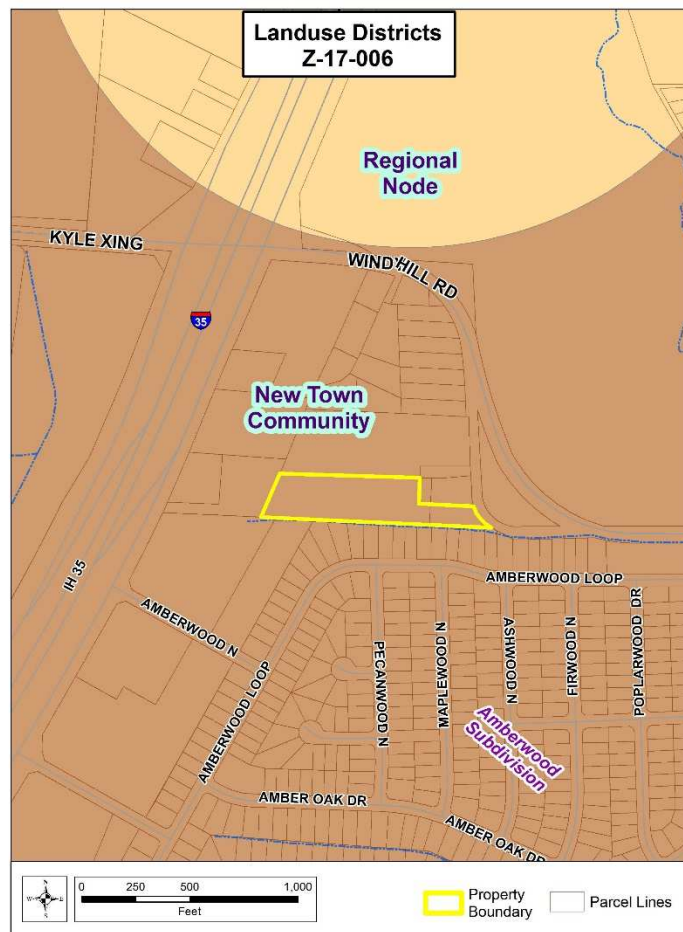 Landuse Districts
Z-17-006
Regional
Node
KYLE XING
WINDY HILL RD
35
New Town
Community
IH 35
AMBERWOOD LOOP
AMBERWOOD N
PECANWOOD N
MAPLEWOOD N
ASHWOOD N
FIRWOOD N
POPLARWOOD DR
AMBERWOOD LOOP
Amberwood
Subdivision
AMBER OAK DR
AMBER OAK DR
N
W
E
S
0 250 500 1,000
Feet
Property
Boundary
Parcel Lines